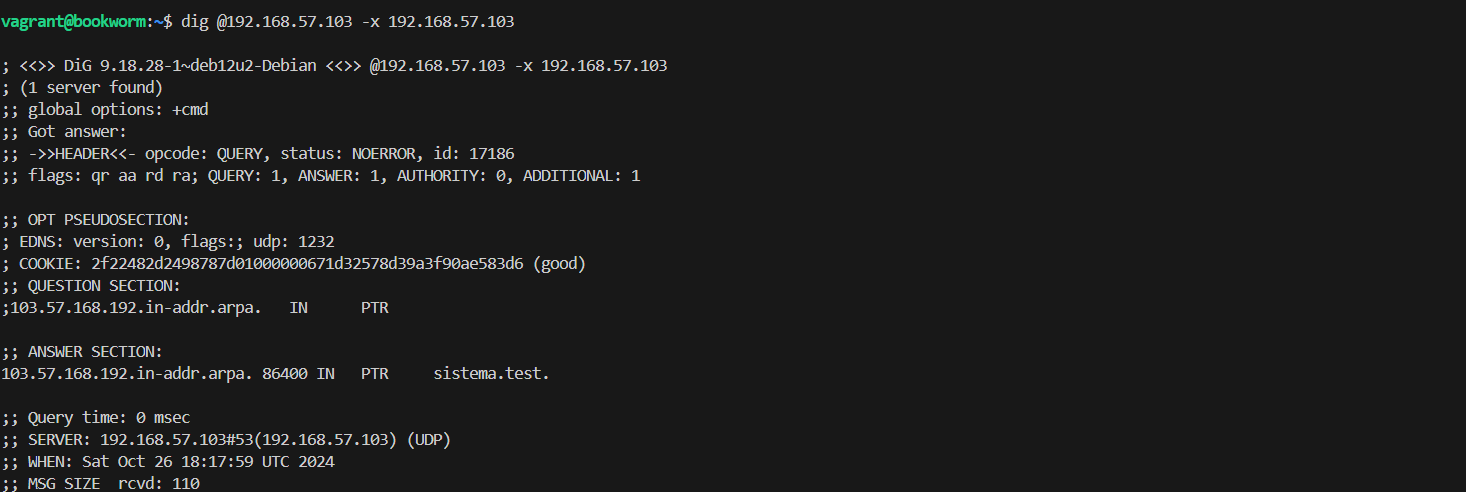 vagrant@bookworm:~$ dig @192.168.57.103 -x 192.168.57.103
; <<>> DiG 9.18.28-1~deb12u2-Debian <<>> @192.168.57.103 -x 192.168.57.103
; (1 server found)
;; global options: +cmd
;; Got answer:
;; ->>HEADER<<- opcode: QUERY, status: NOERROR, id: 17186
;; flags: qr aa rd ra; QUERY: 1, ANSWER: 1, AUTHORITY: 0, ADDITIONAL: 1
;; OPT PSEUDOSECTION:
; EDNS: version: 0, flags:; udp: 1232
; COOKIE: 2f22482d2498787d01000000671d32578d39a3f90ae583d6 (good)
;; QUESTION SECTION:
;103.57.168.192.in-addr.arpa. IN PTR
;; ANSWER SECTION:
103.57.168.192.in-addr.arpa. 86400 IN PTR sistema.test.
;; Query time: 0 msec
;; SERVER: 192.168.57.103#53(192.168.57.103) (UDP)
;; WHEN: Sat Oct 26 18:17:59 UTC 2024
;; MSG SIZE rcvd: 110